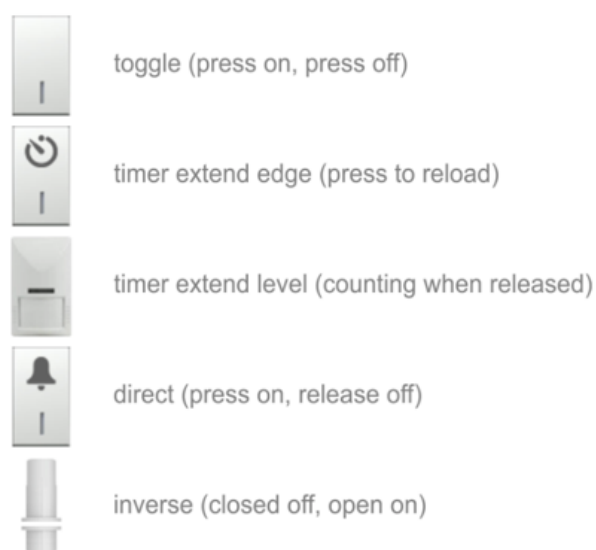 toggle (press on, press off)
timer extend edge (press to reload)
timer extend level (counting when released)
direct (press on, release off)
inverse (closed off, open on)